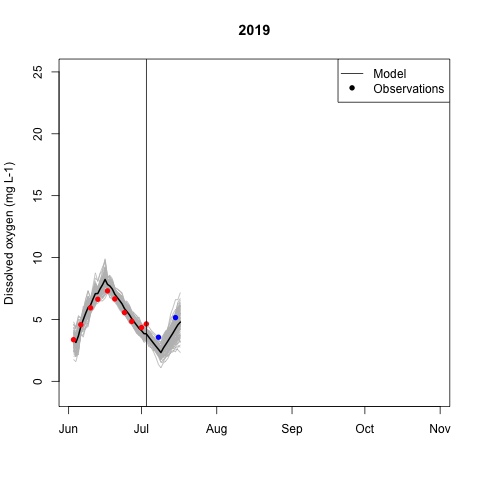 2019
Model
Observations
Dissolved oxygen (mg L-1)
25
20
15
10
5
0
Jun Jul Aug Sep Oct Nov